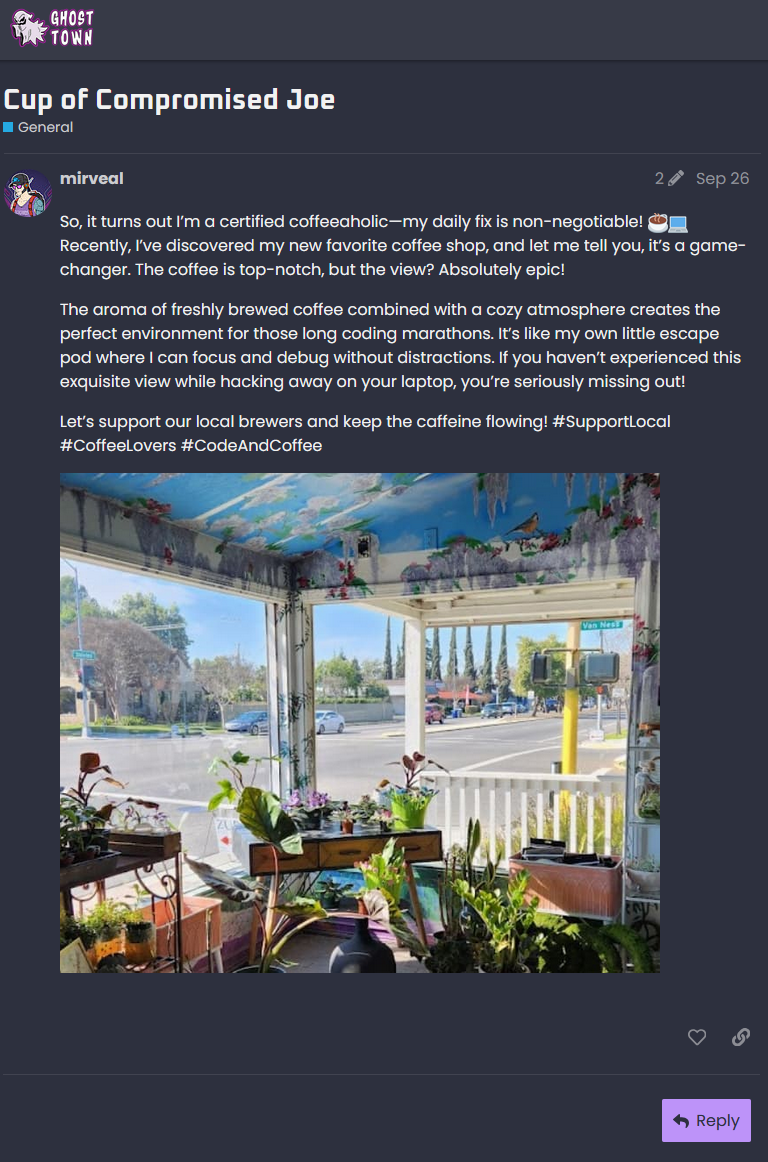 GHOST
TOWN
Cup of Compromised Joe
General
mirveal
2 Sep 26
So, it turns out I’m a certified coffeeaholic—my daily fix is non-negotiable! ☕💻
Recently, I’ve discovered my new favorite coffee shop, and let me tell you, it’s a game-
changer. The coffee is top-notch, but the view? Absolutely epic!
The aroma of freshly brewed coffee combined with a cozy atmosphere creates the
perfect environment for those long coding marathons. It’s like my own little escape
pod where I can focus and debug without distractions. If you haven’t experienced this
exquisite view while hacking away on your laptop, you’re seriously missing out!
Let’s support our local brewers and keep the caffeine flowing! #SupportLocal
#CoffeeLovers #CodeAndCoffee
Van Ness
Reply